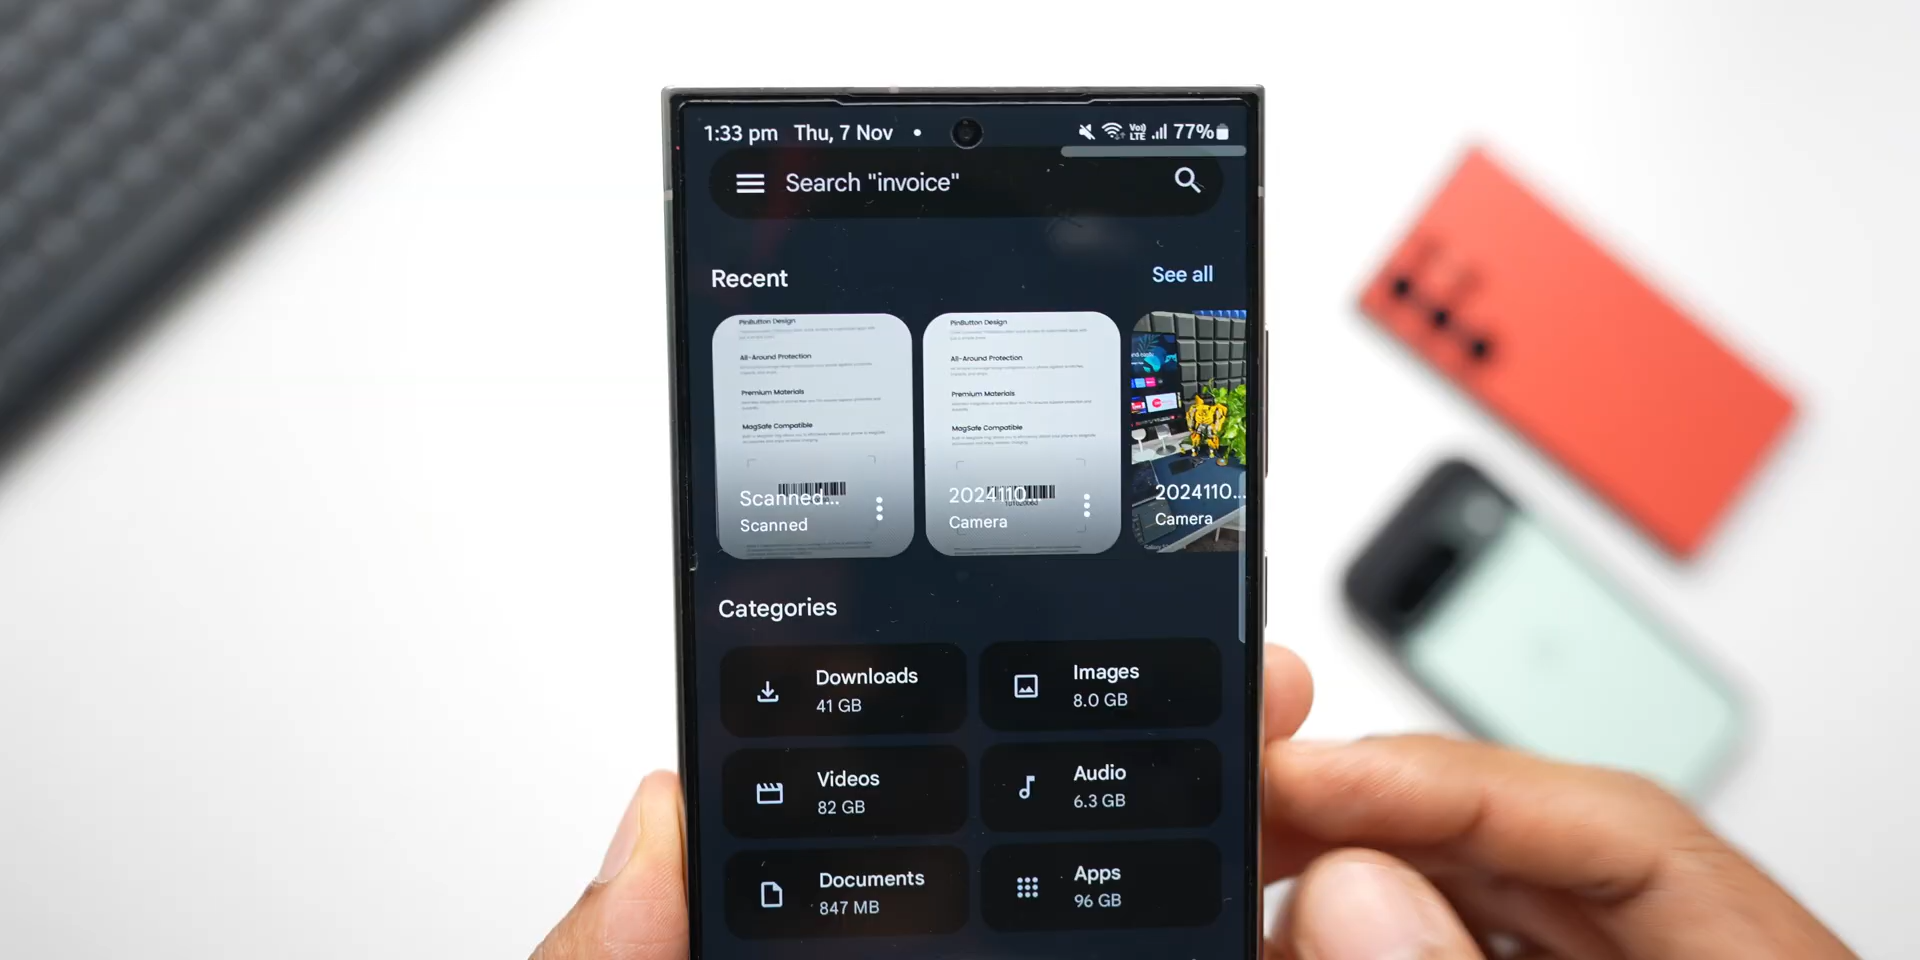 1:33 pm Thu, 7 Nov 77%
Search "invoice"
Recent
See all
PinButton Design
All-Around Protection
Premium Materials
MagSafe Compatible
Scanned...
Scanned
PinButton Design
All-Around Protection
Premium Materials
MagSafe Compatible
2024110...
Camera
2024110...
Camera
Categories
Downloads
41 GB
Images
8.0 GB
Videos
82 GB
Audio
6.3 GB
Documents
847 MB
Apps
96 GB